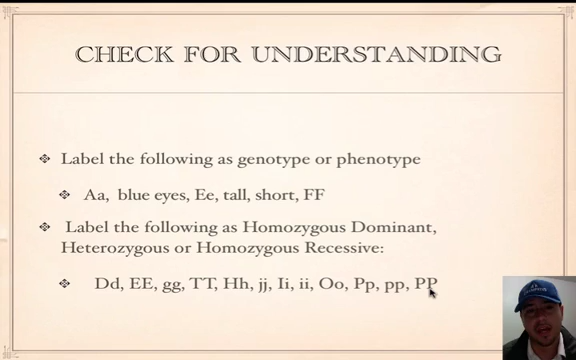 CHECK FOR UNDERSTANDING
Label the following as genotype or phenotype
Aa, blue eyes, Ee, tall, short, FF
Label the following as Homozygous Dominant,
Heterozygous or Homozygous Recessive:
Dd, EE, gg, TT, Hh, jj, Ii, ii, Oo, Pp, pp, PP